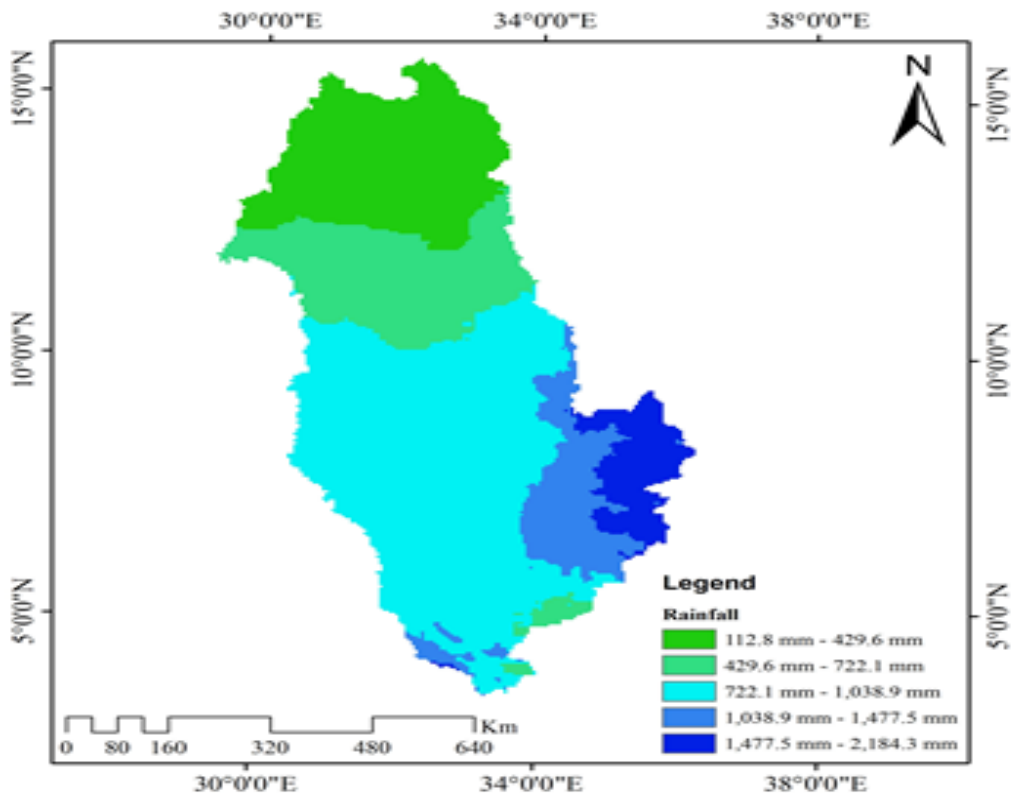 30°0'0"E 34°0'0"E 38°0'0"E
N
15°0'0"N 15°0'0"N
10°0'0"N 10°0'0"N
5°0'0"N 5°0'0"N
Legend
Rainfall
112.8 mm - 429.6 mm
429.6 mm - 722.1 mm
722.1 mm - 1,038.9 mm
1,038.9 mm - 1,477.5 mm
1,477.5 mm - 2,184.3 mm
Km
0 80 160 320 480 640
30°0'0"E 34°0'0"E 38°0'0"E